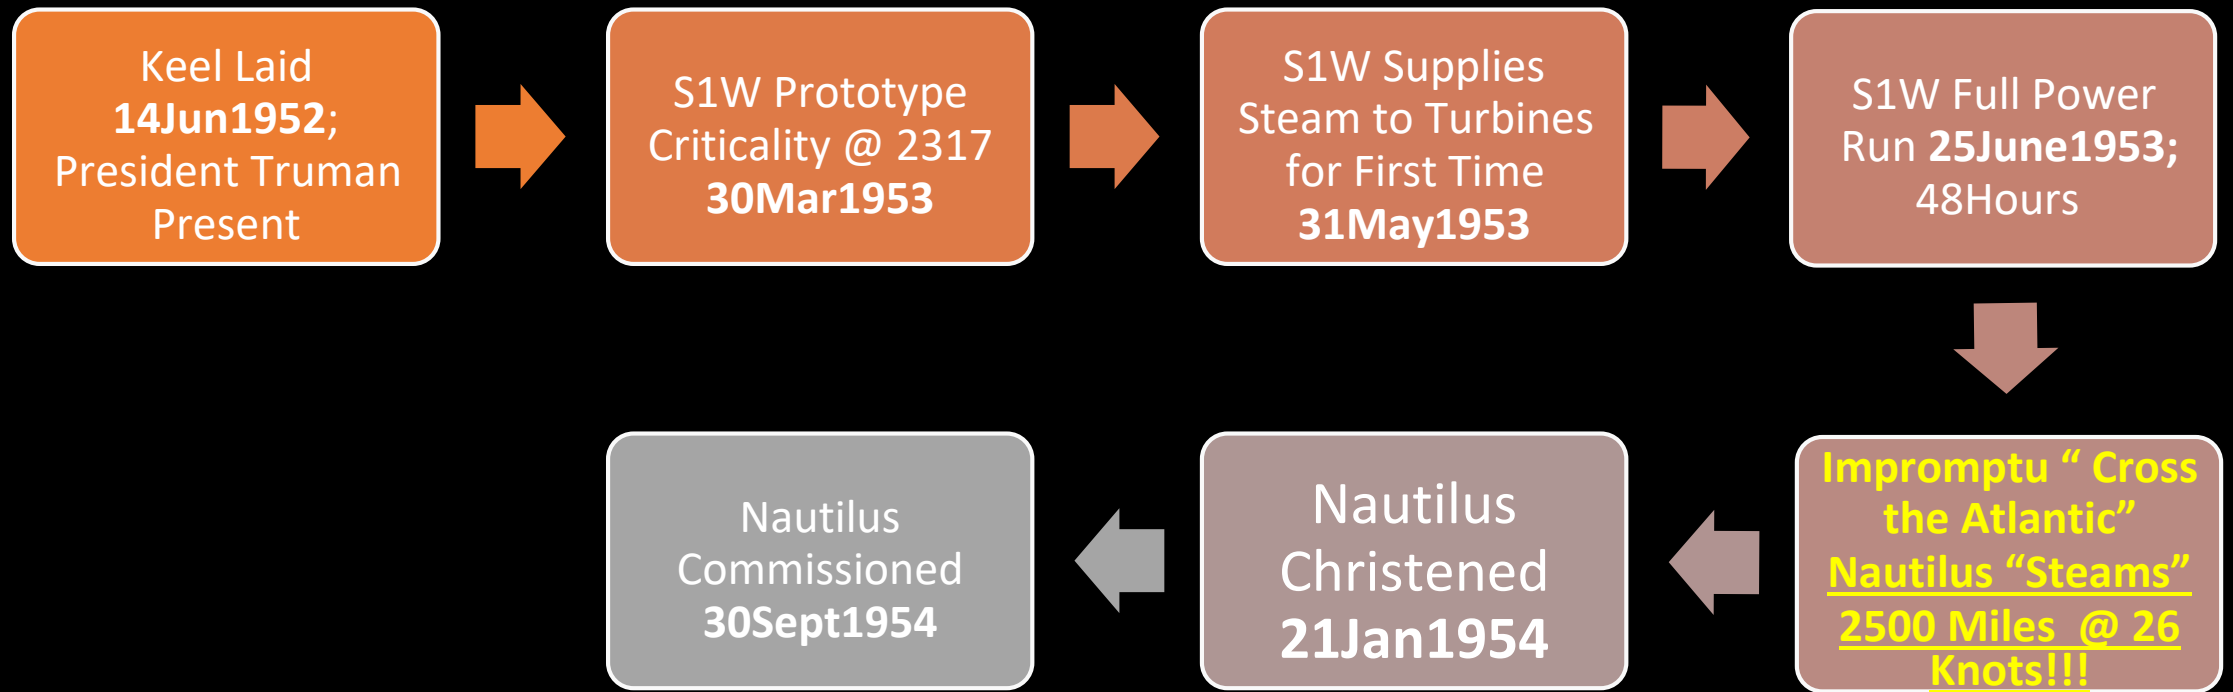 Keel Laid
14Jun1952;
President Truman
Present
S1W Prototype
Criticality @ 2317
30Mar1953
S1W Supplies
Steam to Turbines
for First Time
31May1953
S1W Full Power
Run 25June1953;
48Hours
Impromptu “ Cross
the Atlantic”
Nautilus “Steams”
2500 Miles  @ 26
Knots!!!
Nautilus
Christened
21Jan1954
Nautilus
Commissioned
30Sept1954